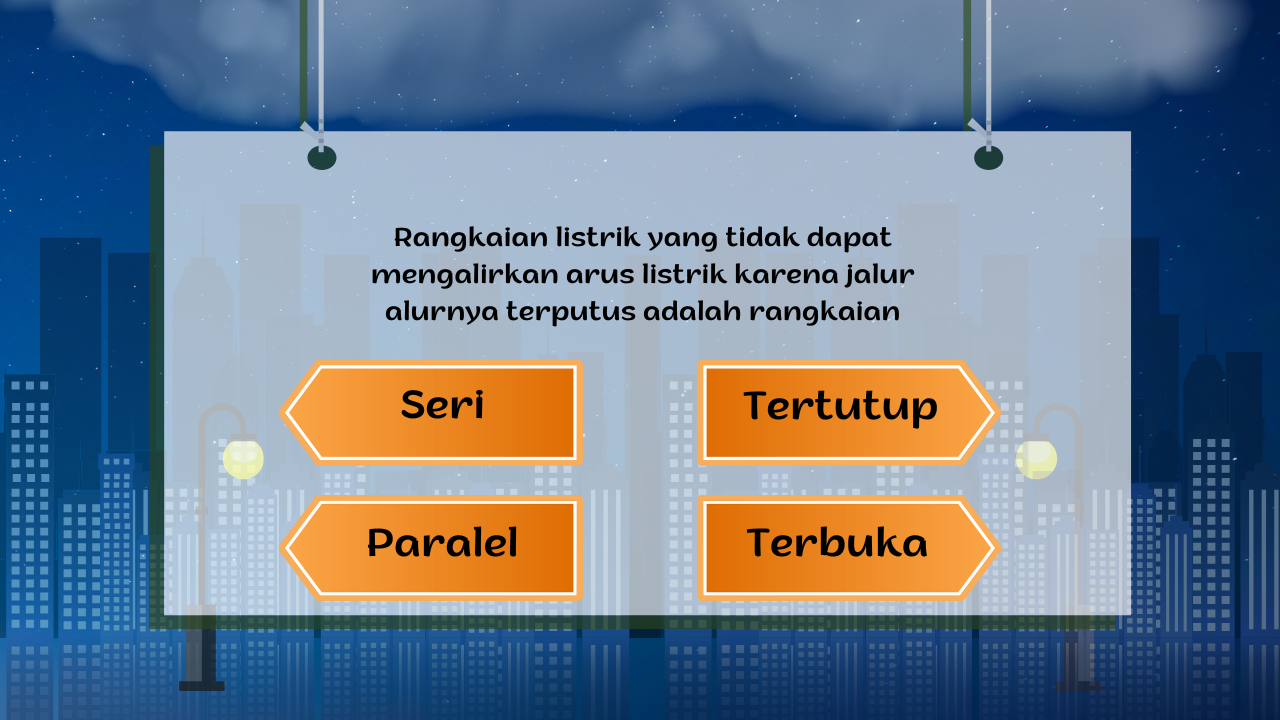 Rangkaian listrik yang tidak dapat
mengalirkan arus listrik karena jalur
alurnya terputus adalah rangkaian
Seri
Tertutup
Paralel
Terbuka